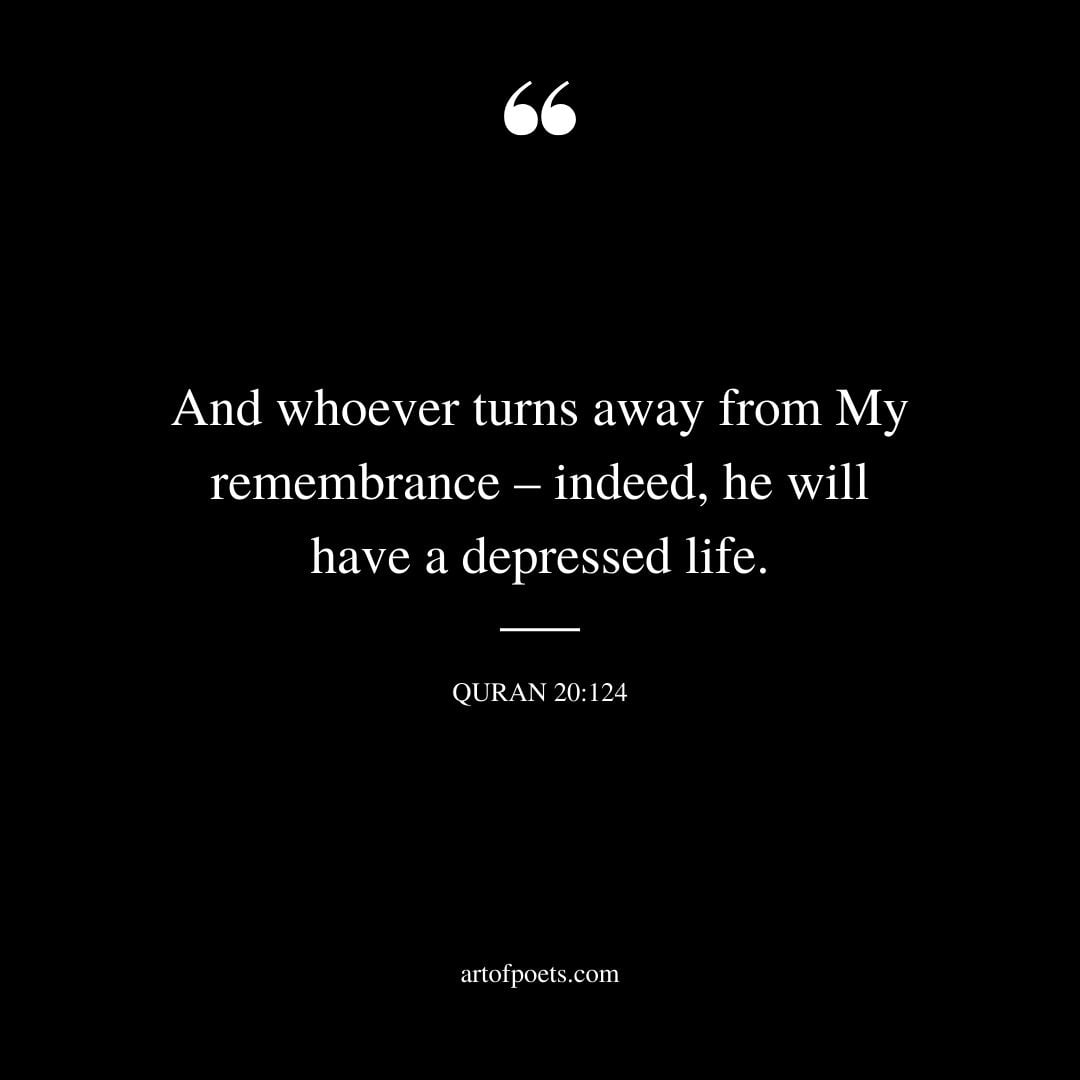 “
And whoever turns away from My
remembrance – indeed, he will
have a depressed life.
QURAN 20:124
artofpoets.com